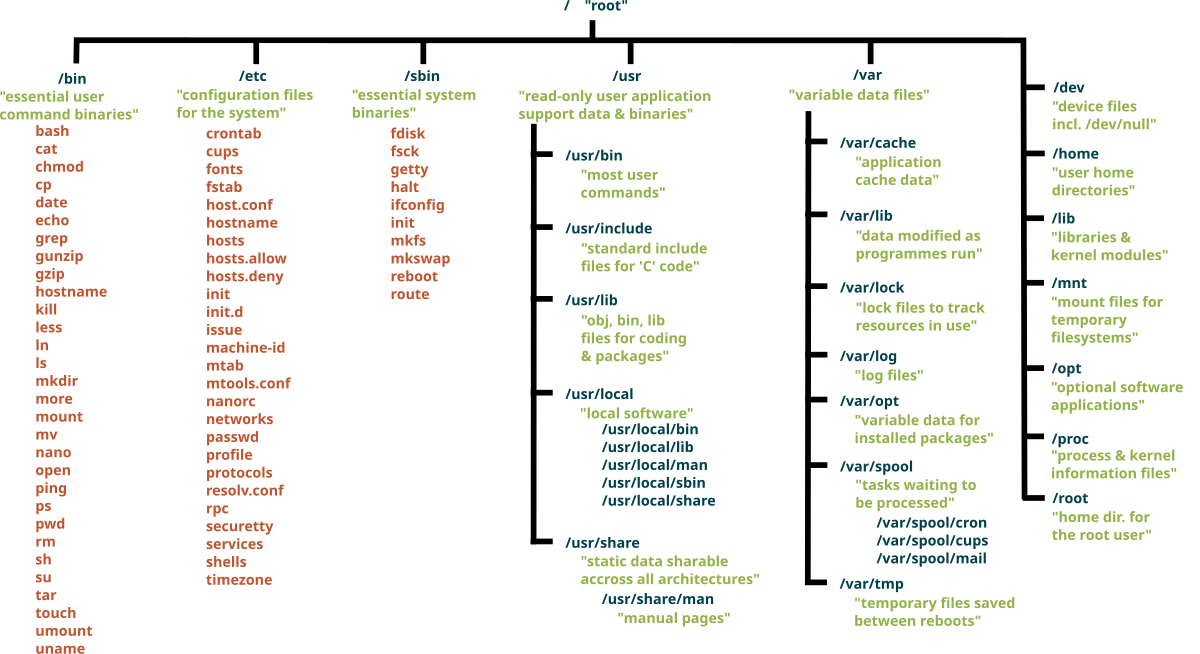 / "root"
/bin
"essential user
command binaries"
bash
cat
chmod
cp
date
echo
grep
gunzip
gzip
hostname
kill
less
ln
ls
mkdir
more
mount
mv
nano
open
ping
ps
pwd
rm
sh
su
tar
touch
umount
uname
/etc
"configuration files
for the system"
crontab
cups
fonts
fstab
host.conf
hostname
hosts
hosts.allow
hosts.deny
init
init.d
issue
machine-id
mtab
mtools.conf
nanorc
networks
passwd
profile
protocols
resolv.conf
rpc
securetty
services
shells
timezone
/sbin
"essential system
binaries"
fdisk
fsck
getty
halt
ifconfig
init
mkfs
mkswap
reboot
route
/usr
"read-only user application
support data & binaries"
/usr/bin
"most user
commands"
/usr/include
"standard include
files for 'C' code"
/usr/lib
"obj, bin, lib
files for coding
& packages"
/usr/local
"local software"
/usr/local/bin
/usr/local/lib
/usr/local/man
/usr/local/sbin
/usr/local/share
/usr/share
"static data sharable
accross all architectures"
/usr/share/man
"manual pages"
/var
"variable data files"
/var/cache
"application
cache data"
/var/lib
"data modified as
programmes run"
/var/lock
"lock files to track
resources in use"
/var/log
"log files"
/var/opt
"variable data for
installed packages"
/var/spool
"tasks waiting to
be processed"
/var/spool/cron
/var/spool/cups
/var/spool/mail
/var/tmp
"temporary files saved
between reboots"
/dev
"device files
incl. /dev/null"
/home
"user home
directories"
/lib
"libraries &
kernel modules"
/mnt
"mount files for
temporary
filesystems"
/opt
"optional software
applications"
/proc
"process & kernel
information files"
/root
"home dir. for
the root user"